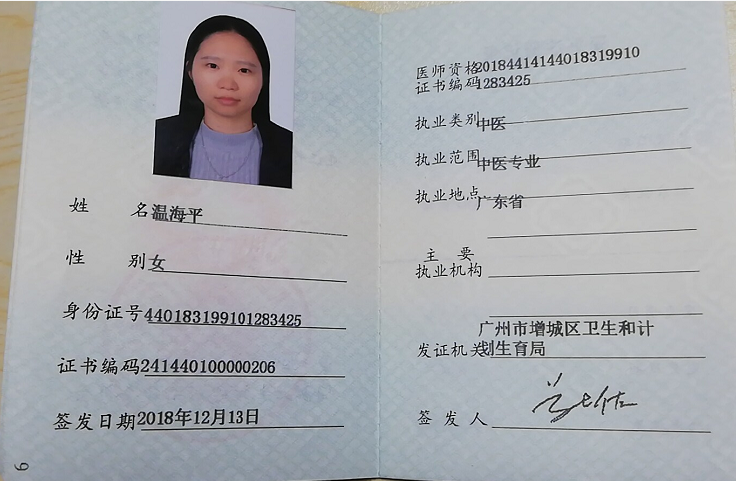 姓 名温海平
性 别女
身份证号440183199101283425
证书编码241440100000206
签发日期2018年12月13日
6
医师资格20184414144018319910
证书编码1283425
执业类别中医
执业范围中医专业
执业地点广东省
主 要
执业机构
广州市增城区卫生和计
发证机关划生育局
签 发 人